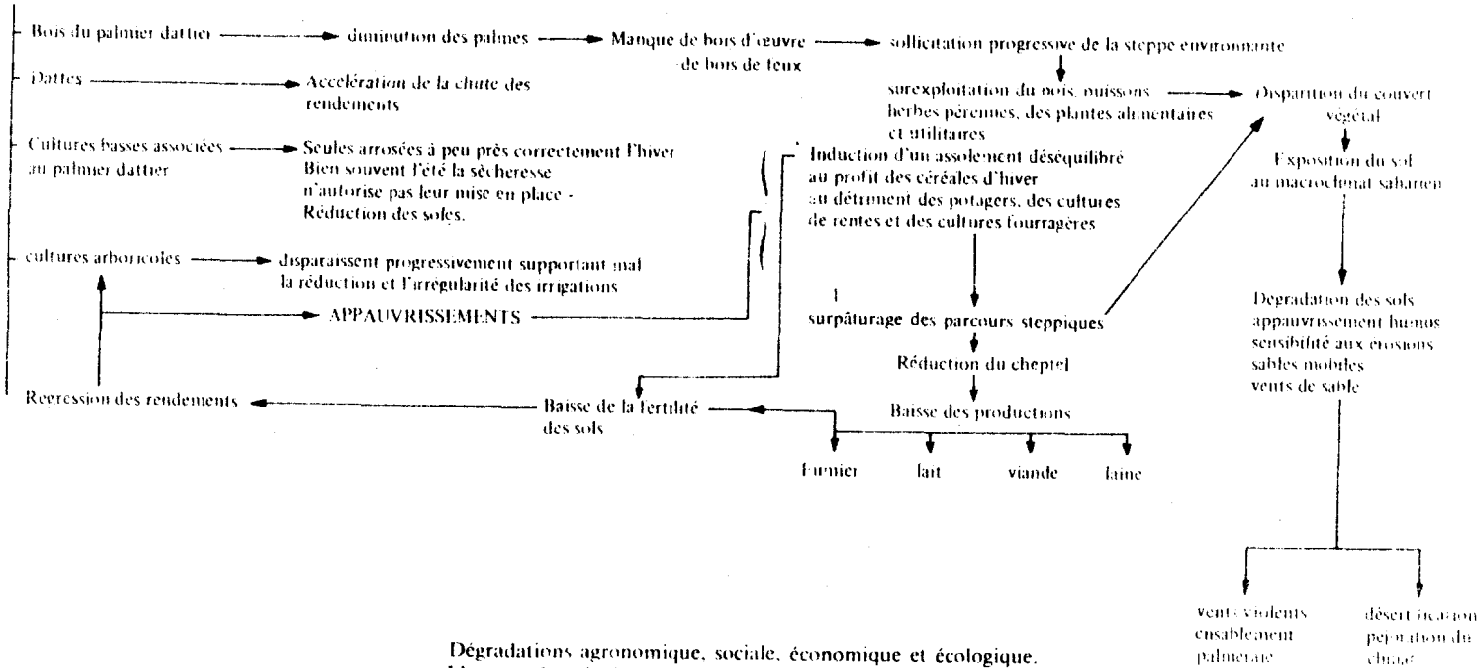 Bois du palmier dattier
diminution des palmes
Manque de bois d'œuvre
de bois de feux
sollicitation progressive de la steppe environnante
Dattes
Accélération de la chute des
rendements
surexploitation du bois, buissons
herbes pérennes, des plantes alimentaires
et utilitaires
Disparition du couvert
végétal
Cultures basses associées
au palmier dattier
Seules arrosées à peu près correctement l'hiver
Bien souvent l'été la sècheresse
n'autorise pas leur mise en place -
Réduction des soles.
Induction d'un assolement déséquilibré
au profit des céréales d'hiver
au détriment des potagers, des cultures
de rentes et des cultures fourragères
Exposition du sol
au macroclimat saharien
cultures arboricoles
disparaissent progressivement supportant mal
la réduction et l'irrégularité des irrigations
APPAUVRISSEMENTS
surpâturage des parcours steppiques
Dégradation des sols
appauvrissement humus
sensibilité aux érosions
sables mobiles
vents de sable
Réduction du cheptel
Regression des rendements
Baisse de la fertilité
des sols
Baisse des productions
Fumier
lait
viande
laine
vents violents
ensablement
palmeraie
désertification
pejoration du
climat
Dégradations agronomique, sociale, économique et écologique.